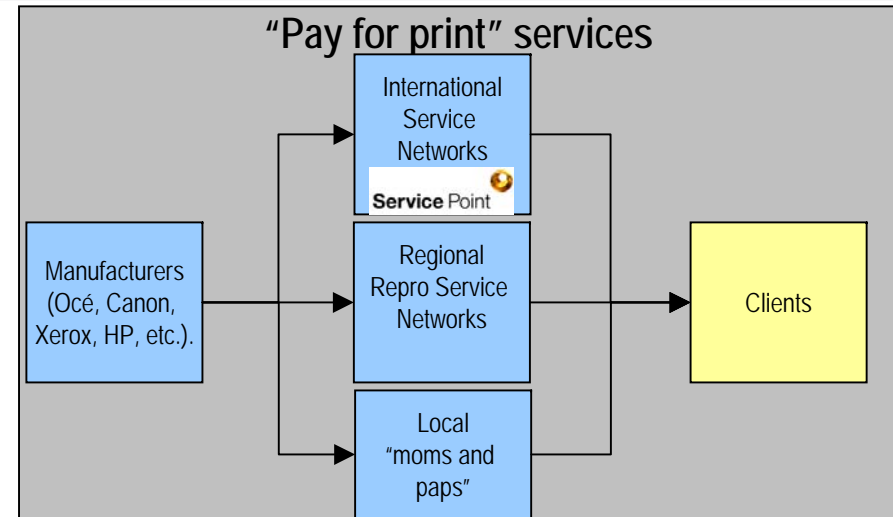 “Pay for print” services
International
Service
Networks
Service Point
Manufacturers
(Océ, Canon,
Xerox, HP, etc.).
Regional
Repro Service
Networks
Clients
Local
“moms and
paps”